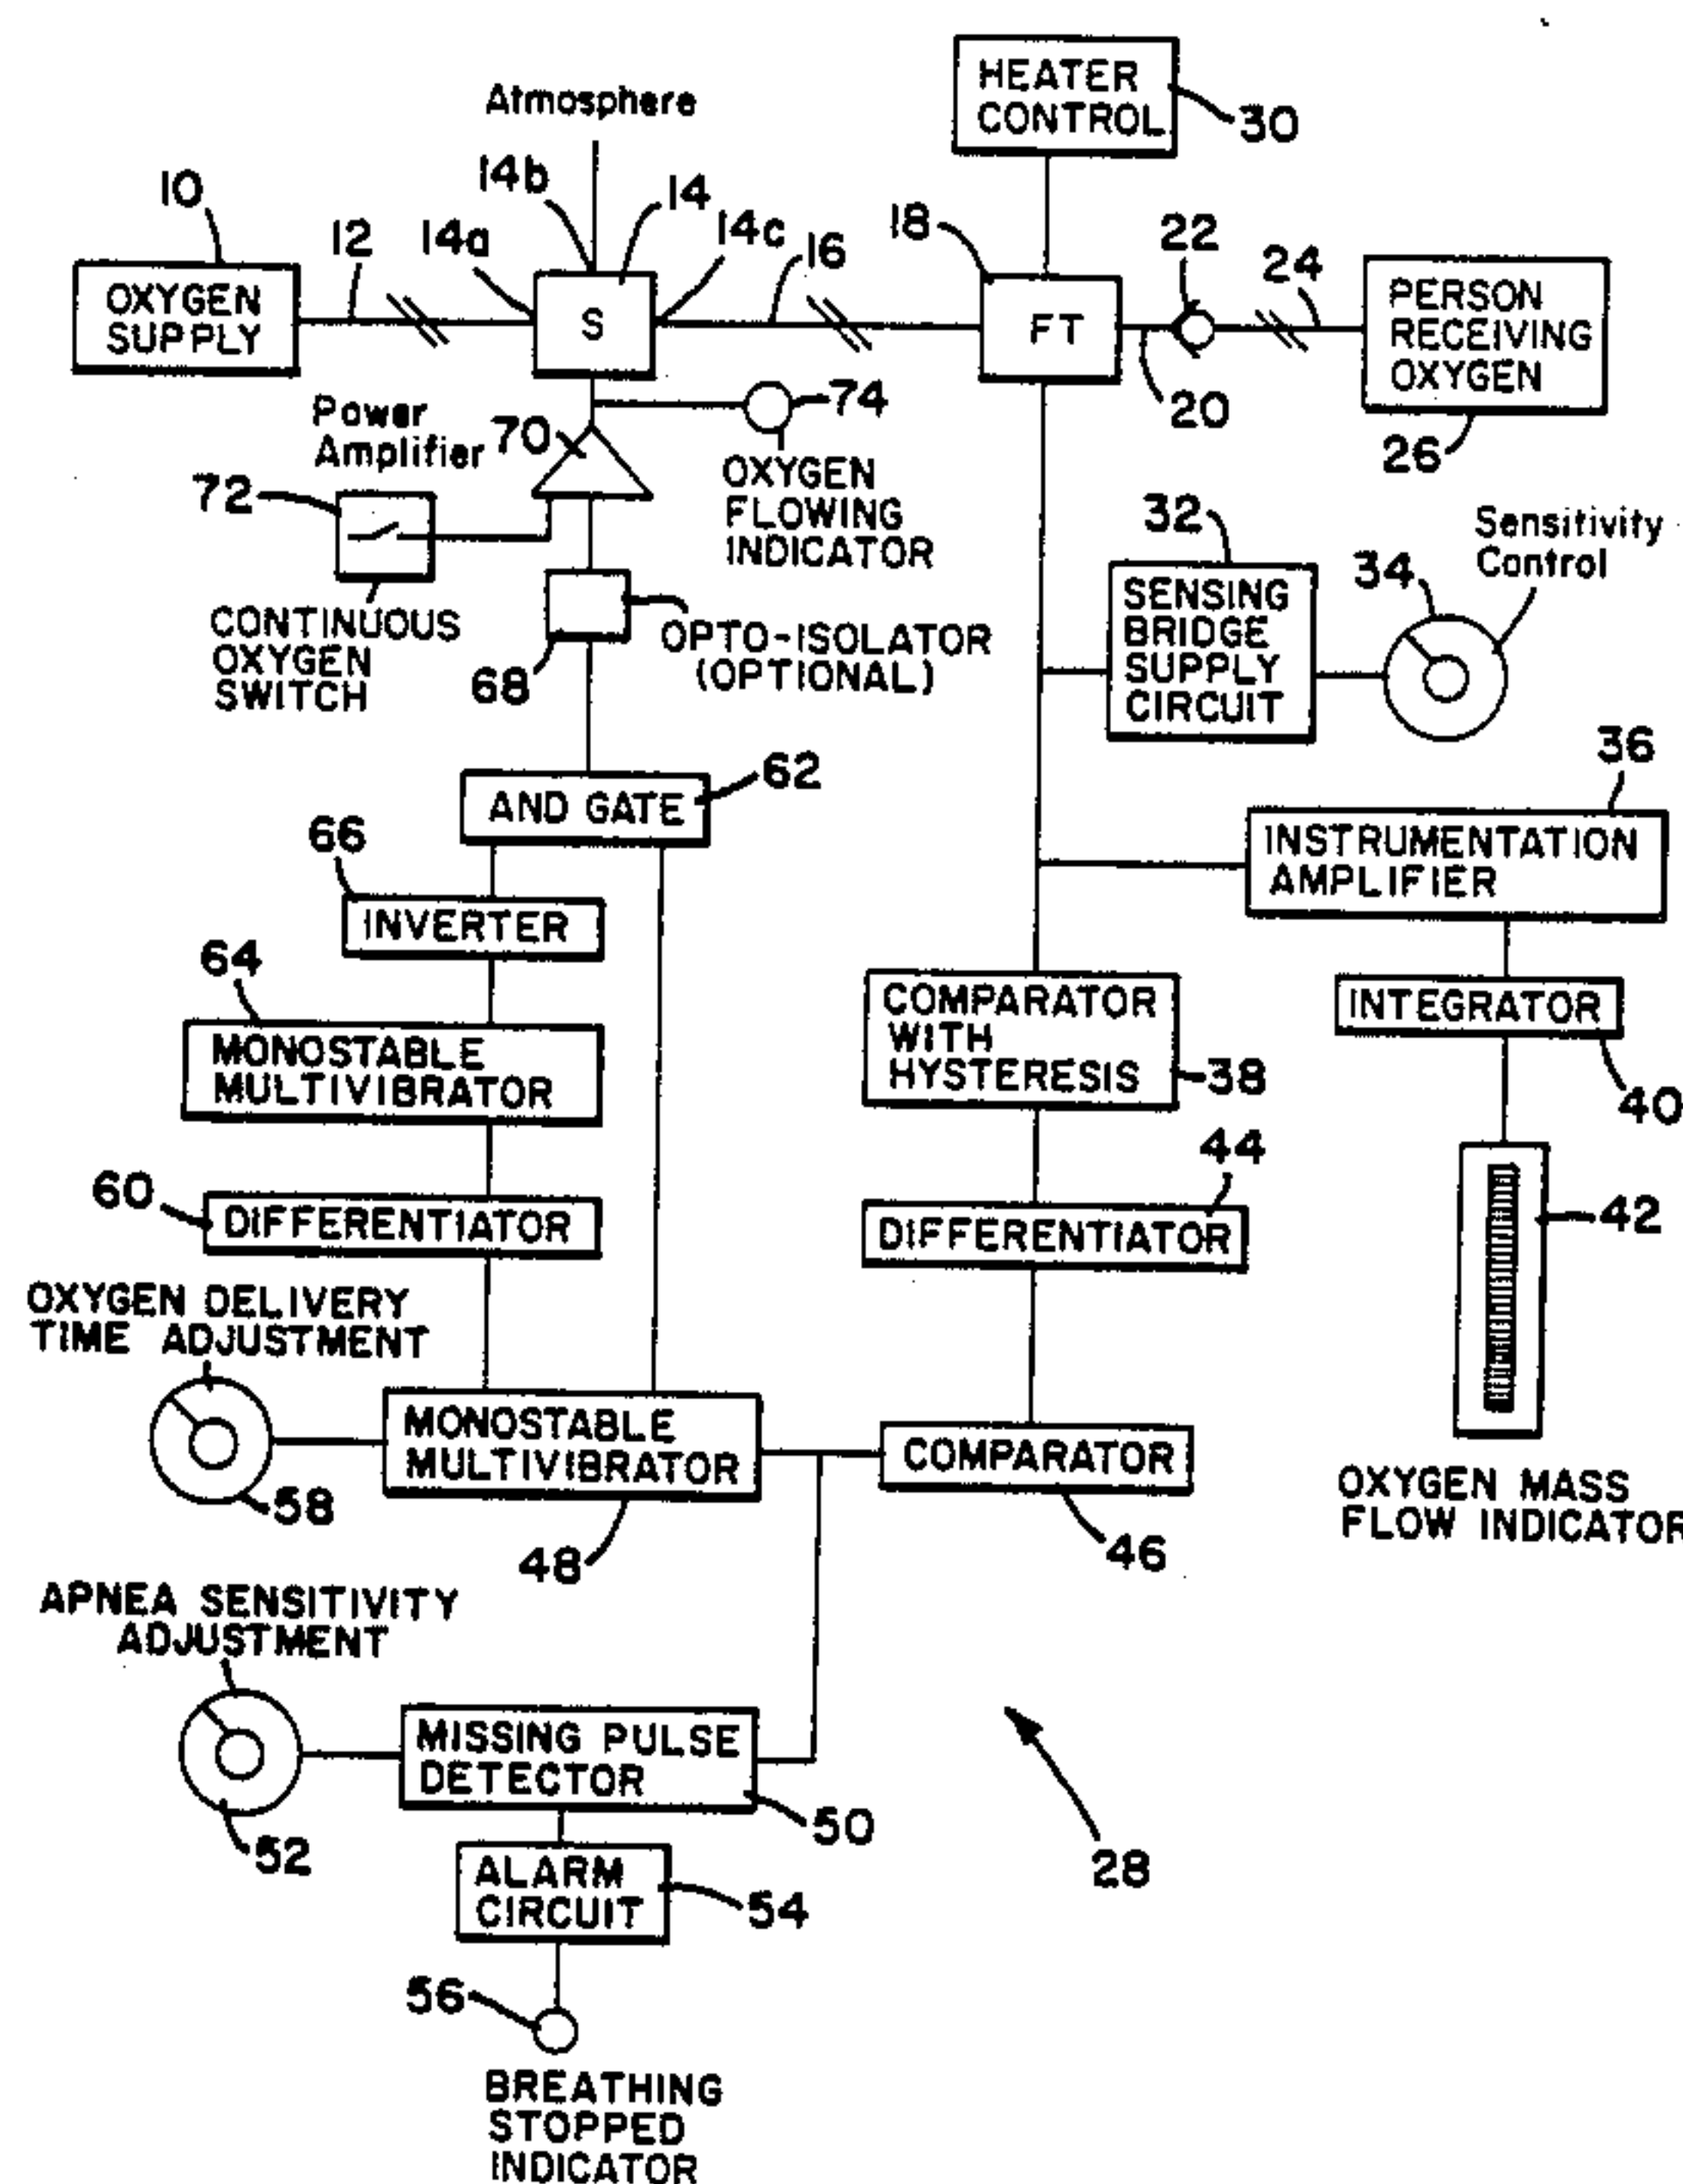 HEATER
CONTROL
30
Atmosphere
14b
14
10
12
14a
14c
16
18
22
24
OXYGEN
SUPPLY
S
FT
PERSON
RECEIVING
OXYGEN
20
26
Power
Amplifier
70
74
OXYGEN
FLOWING
INDICATOR
72
CONTINUOUS
OXYGEN
SWITCH
68
OPTO-ISOLATOR
(OPTIONAL)
32
34
Sensitivity
Control
SENSING
BRIDGE
SUPPLY
CIRCUIT
36
AND GATE
62
INSTRUMENTATION
AMPLIFIER
66
INVERTER
64
MONOSTABLE
MULTIVIBRATOR
COMPARATOR
WITH
HYSTERESIS
38
INTEGRATOR
40
60
DIFFERENTIATOR
44
DIFFERENTIATOR
42
OXYGEN DELIVERY
TIME ADJUSTMENT
58
MONOSTABLE
MULTIVIBRATOR
48
COMPARATOR
46
OXYGEN MASS
FLOW INDICATOR
APNEA SENSITIVITY
ADJUSTMENT
52
MISSING PULSE
DETECTOR
50
28
ALARM
CIRCUIT
54
56
BREATHING
STOPPED
INDICATOR